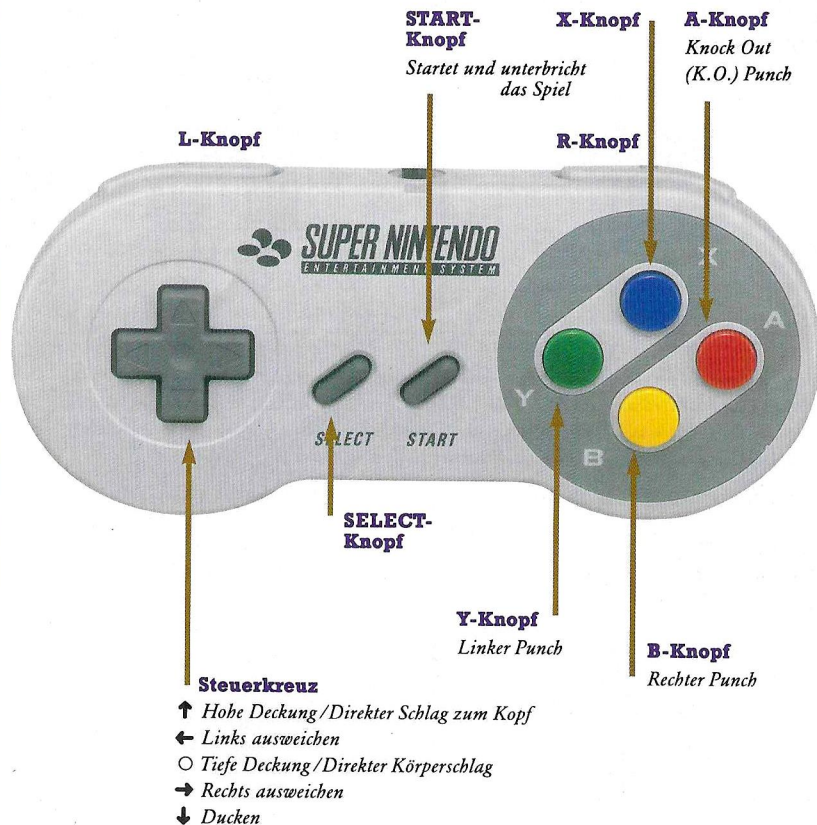 START-
Knopf
Startet und unterbricht
das Spiel
X-Knopf
A-Knopf
Knock Out
(K.O.) Punch
L-Knopf
R-Knopf
SUPER NINTENDO
ENTERTAINMENT SYSTEM
X
A
Y
B
SELECT
START
SELECT-
Knopf
Y-Knopf
Linker Punch
B-Knopf
Rechter Punch
Steuerkreuz
↑ Hohe Deckung/Direkter Schlag zum Kopf
← Links ausweichen
○ Tiefe Deckung/Direkter Körperschlag
→ Rechts ausweichen
↓ Ducken